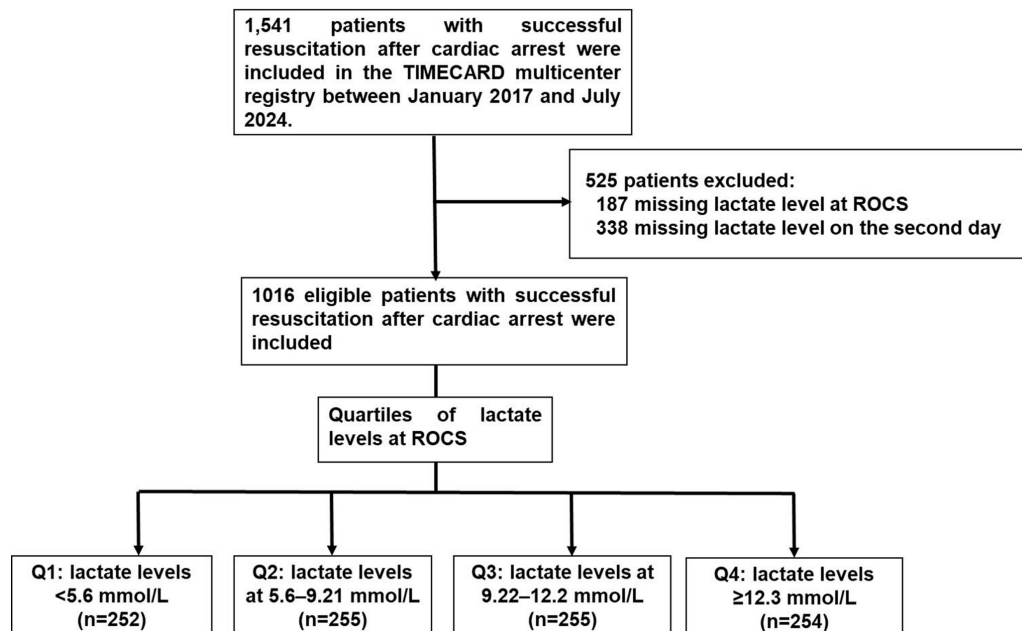 1,541 patients with successful
resuscitation after cardiac arrest were
included in the TIMECARD multicenter
registry between January 2017 and July
2024.
525 patients excluded:
187 missing lactate level at ROCS
338 missing lactate level on the second day
1016 eligible patients with successful
resuscitation after cardiac arrest were
included
Quartiles of lactate
levels at ROCS
Q1: lactate levels
<5.6 mmol/L
(n=252)
Q2: lactate levels
at 5.6–9.21 mmol/L
(n=255)
Q3: lactate levels at
9.22–12.2 mmol/L
(n=255)
Q4: lactate levels
≥12.3 mmol/L
(n=254)